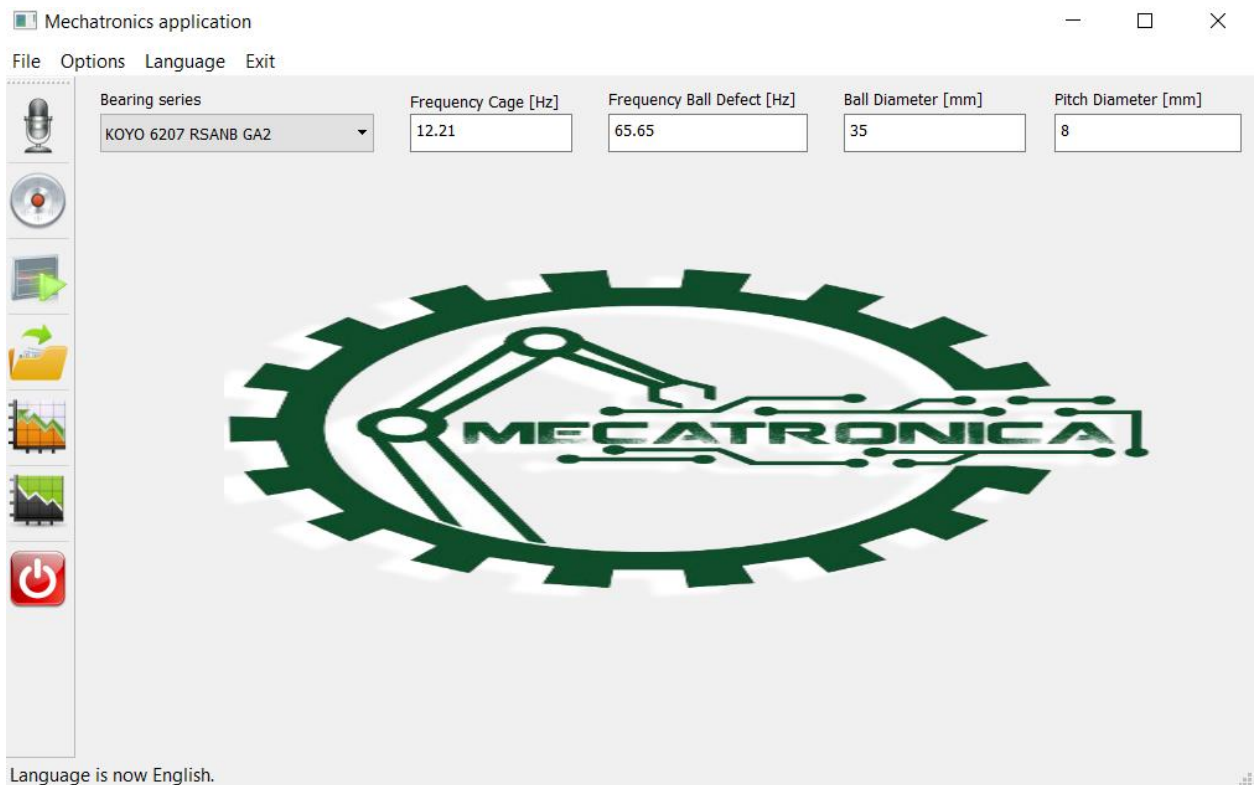 Mechatronics application
File Options Language Exit
Bearing series Frequency Cage [Hz] Frequency Ball Defect [Hz] Ball Diameter [mm] Pitch Diameter [mm]
KOYO 6207 RSANB GA2 12.21 65.65 35 8
MECATRONICA
Language is now English.